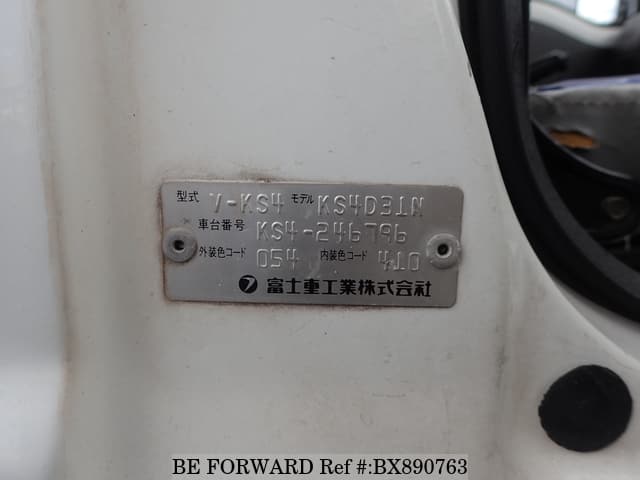 型式 V-KS4 モデル KS4D31N
車台番号 KS4-246796
外装色コード 054 内装色コード 4J0
富士重工業株式会社
BE FORWARD Ref #:BX890763